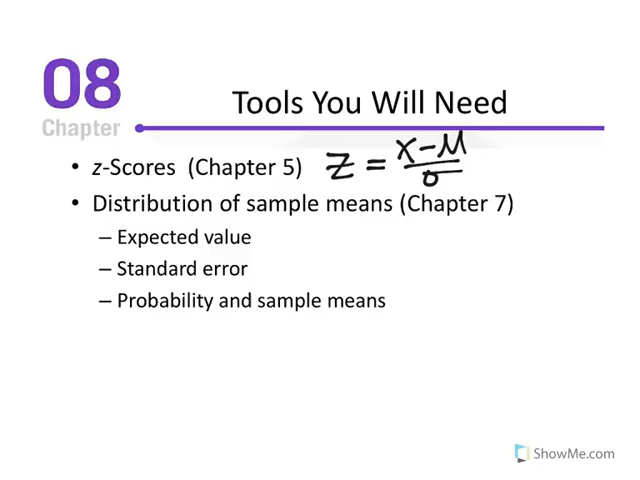 08
Chapter
Tools You Will Need
• z-Scores (Chapter 5) Z = X - μ / σ
• Distribution of sample means (Chapter 7)
– Expected value
– Standard error
– Probability and sample means
ShowMe.com